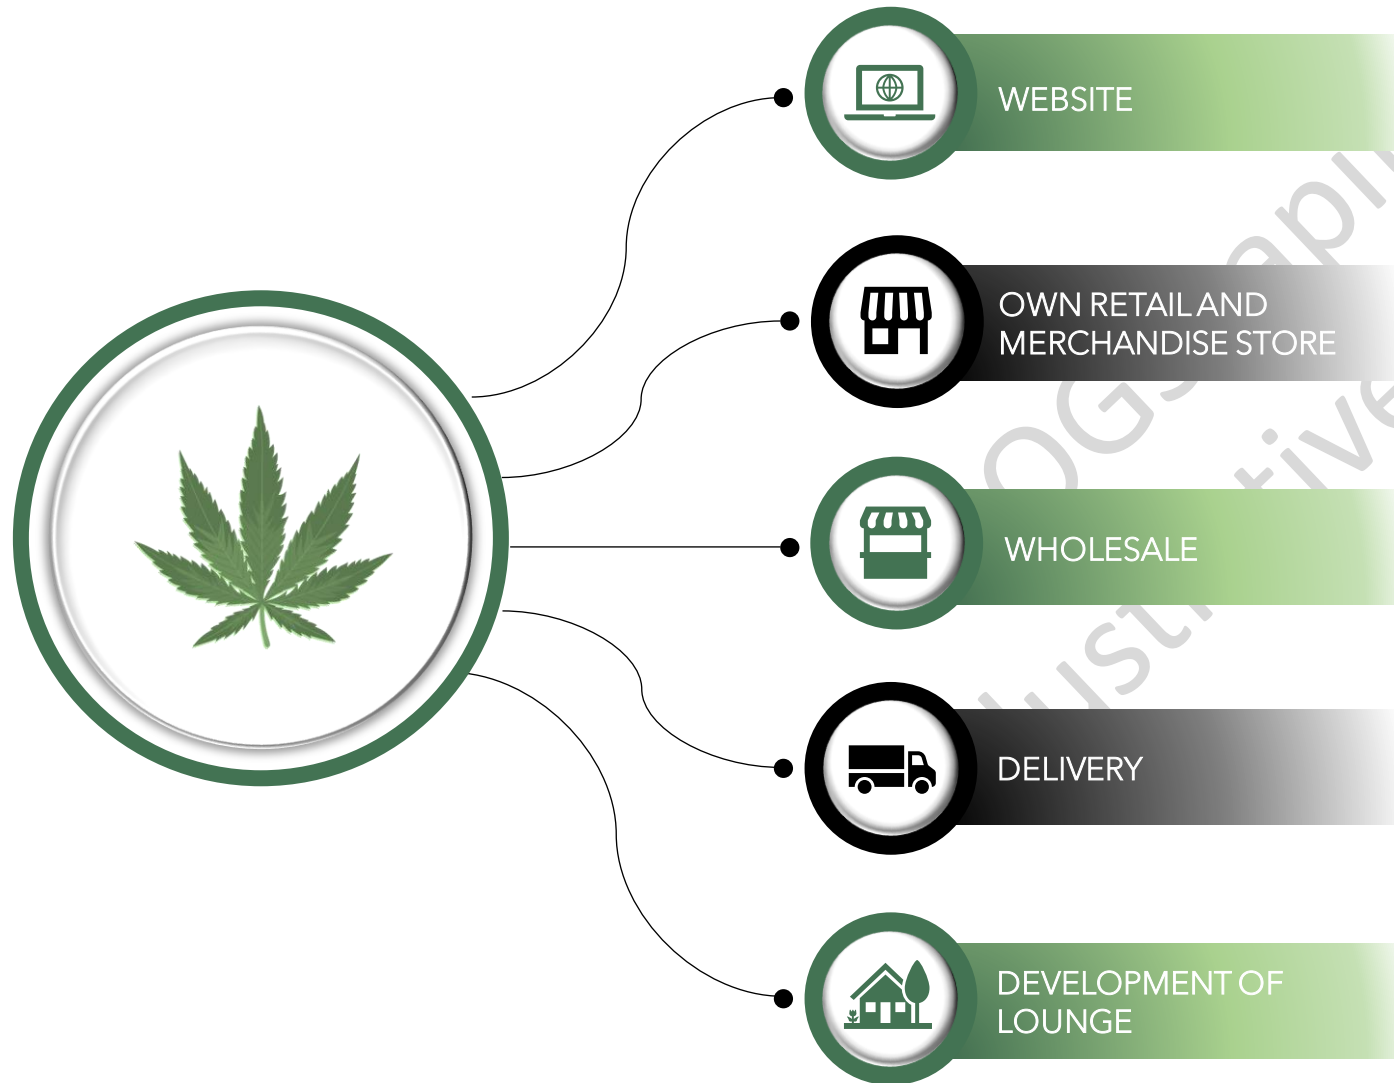 WEBSITE
OWN RETAIL AND
MERCHANDISE STORE
WHOLESALE
DELIVERY
DEVELOPMENT OF
LOUNGE